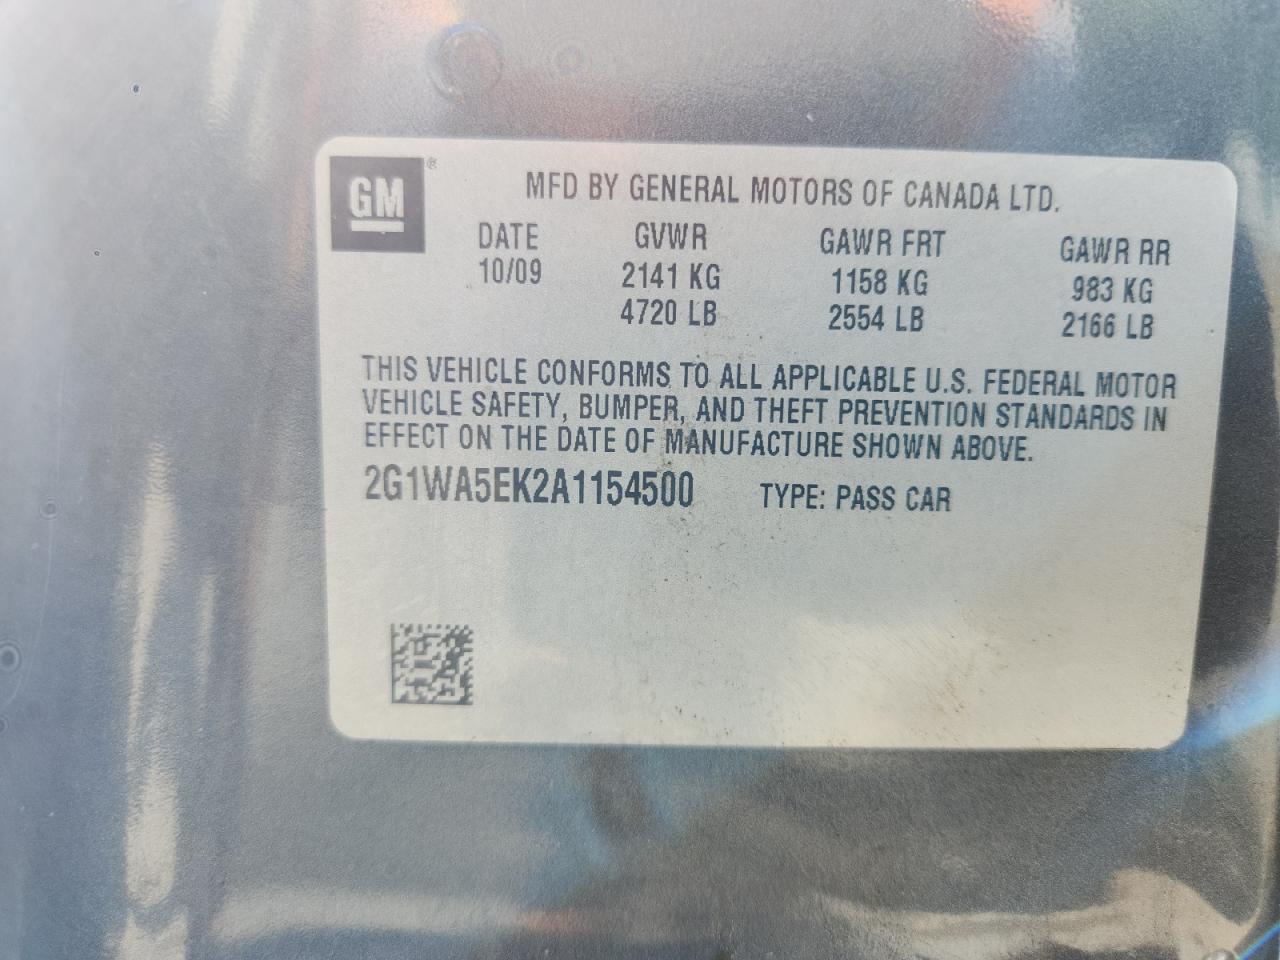 GM®
MFD BY GENERAL MOTORS OF CANADA LTD.
DATE GVWR GAWR FRT GAWR RR
10/09 2141 KG 1158 KG 983 KG
4720 LB 2554 LB 2166 LB
THIS VEHICLE CONFORMS TO ALL APPLICABLE U.S. FEDERAL MOTOR
VEHICLE SAFETY, BUMPER, AND THEFT PREVENTION STANDARDS IN
EFFECT ON THE DATE OF MANUFACTURE SHOWN ABOVE.
2G1WA5EK2A1154500 TYPE: PASS CAR